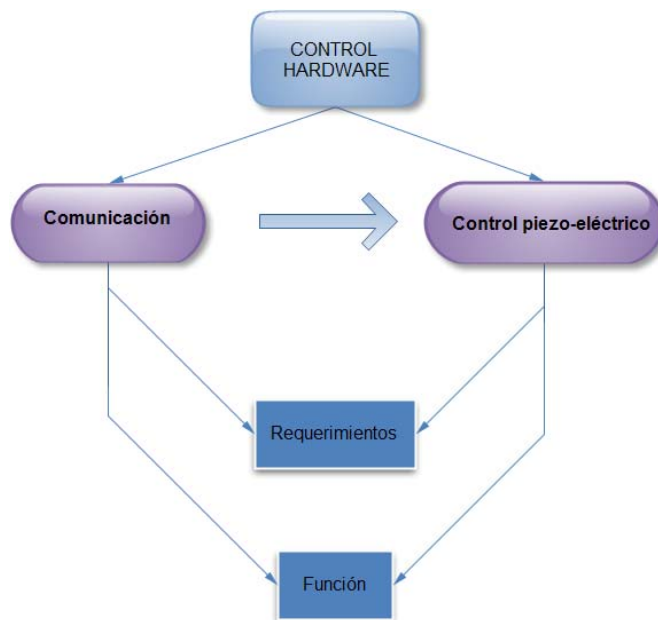 CONTROL
HARDWARE
Comunicación
Control piezo-eléctrico
Requerimientos
Función